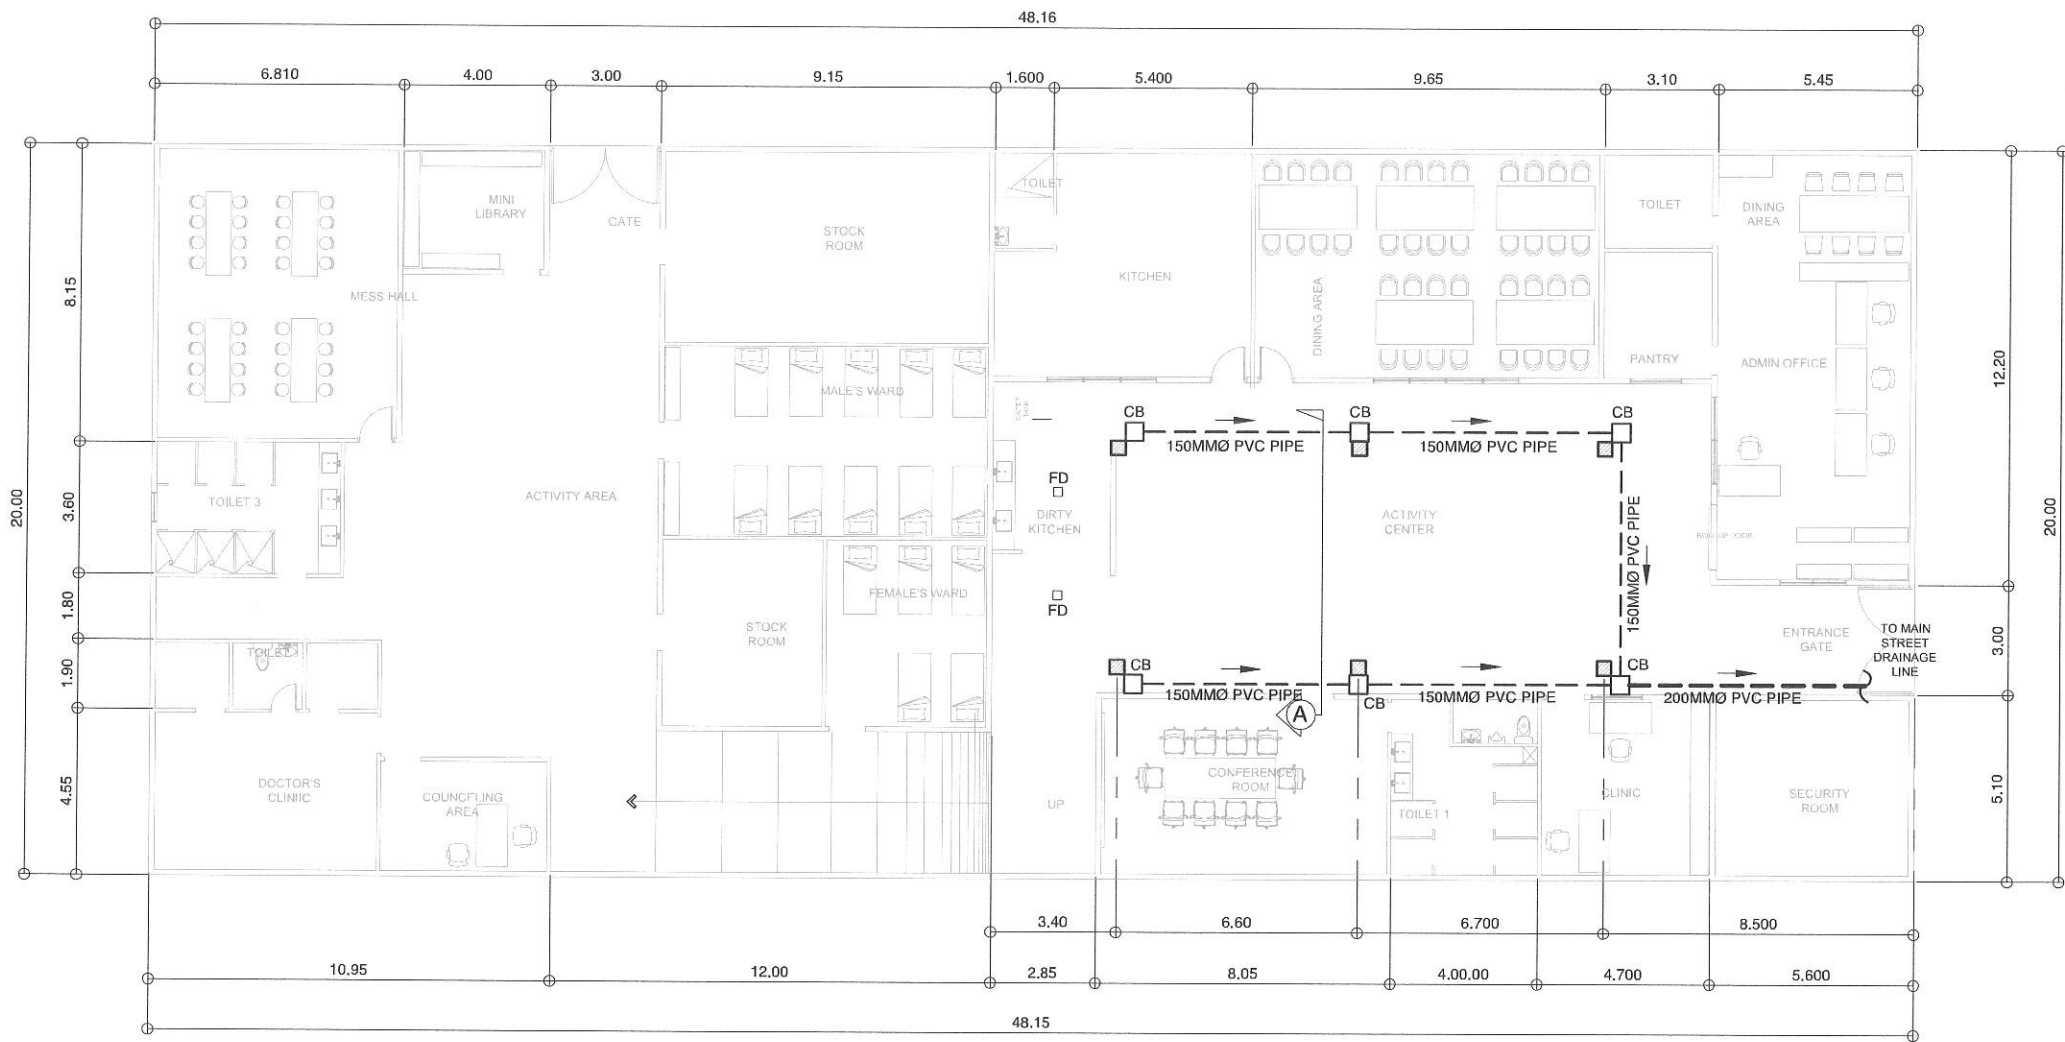 48.16
6.810
4.00
3.00
9.15
1.600
5.400
9.65
3.10
5.45
MINI
LIBRARY
GATE
STOCK
ROOM
TOILET
KITCHEN
DINING AREA
TOILET
DINING
AREA
MESS HALL
MALE'S WARD
PANTRY
ADMIN OFFICE
8.15
12.20
20.00
20.00
CB
CB
CB
150MMØ PVC PIPE
150MMØ PVC PIPE
TOILET 3
ACTIVITY AREA
FD
DIRTY
KITCHEN
ACTIVITY
CENTER
150MMØ PVC PIPE
3.60
1.80
FEMALE'S WARD
FD
STOCK
ROOM
ENTRANCE
GATE
TO MAIN
STREET
DRAINAGE
LINE
3.00
1.90
TOILET
CB
CB
CB
150MMØ PVC PIPE
150MMØ PVC PIPE
200MMØ PVC PIPE
A
4.55
DOCTOR'S
CLINIIC
COUNCELING
AREA
UP
CONFERENCE
ROOM
TOILET 1
CLINIC
SECURITY
ROOM
5.10
3.40
6.60
6.700
8.500
10.95
12.00
2.85
8.05
4.00.00
4.700
5.600
48.15